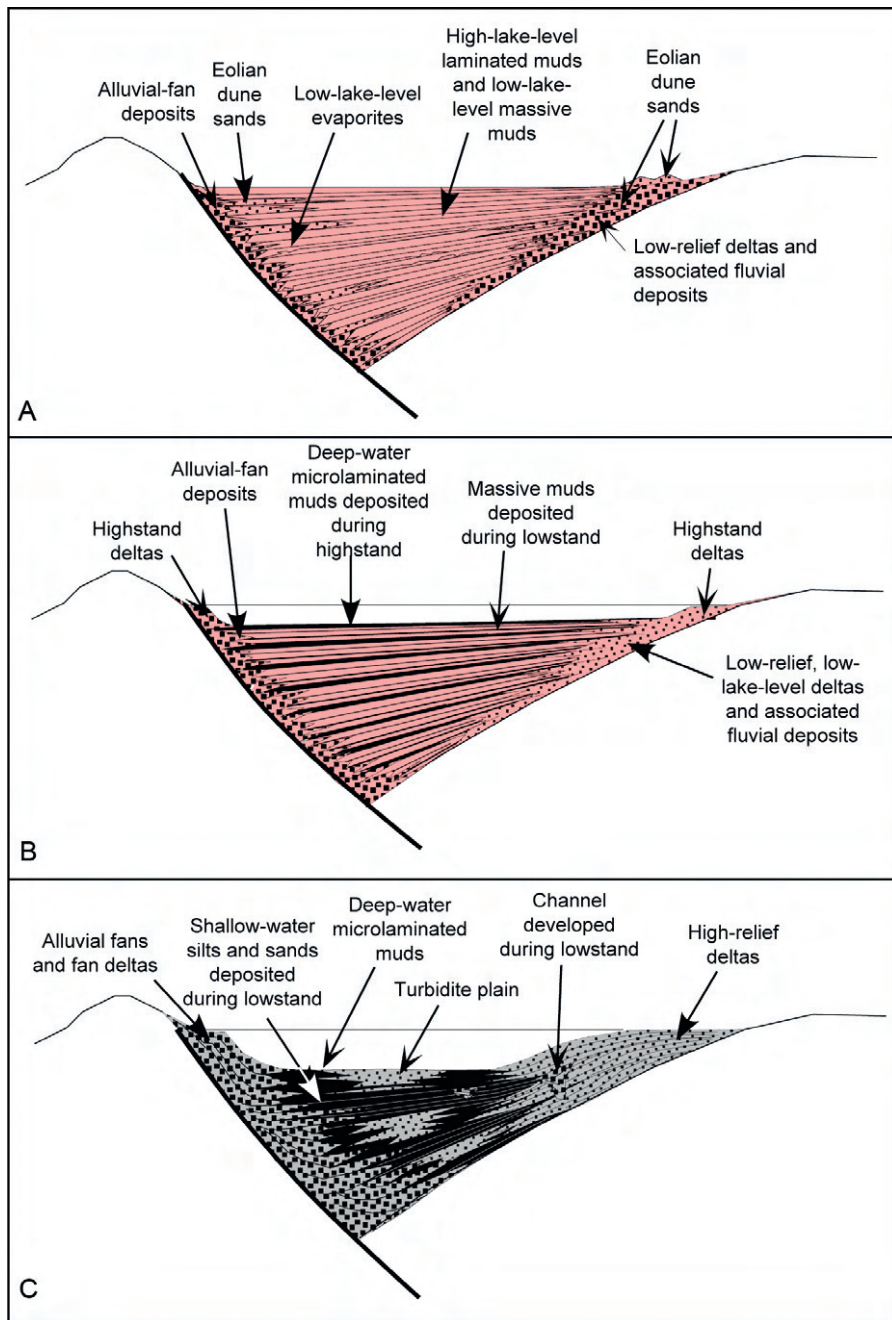 Alluvial-fan
deposits
Eolian
dune
sands
Low-lake-level
evaporites
High-lake-level
laminated muds
and low-lake-
level massive
muds
Eolian
dune
sands
Low-relief deltas and
associated fluvial
deposits
A
Highstand
deltas
Alluvial-fan
deposits
Deep-water
microlaminated
muds deposited
during
highstand
Massive muds
deposited
during lowstand
Highstand
deltas
Low-relief, low-
lake-level deltas
and associated
fluvial deposits
B
Alluvial fans
and fan deltas
Shallow-water
silts and sands
deposited
during lowstand
Deep-water
microlaminated
muds
Turbidite plain
Channel
developed
during lowstand
High-relief
deltas
C